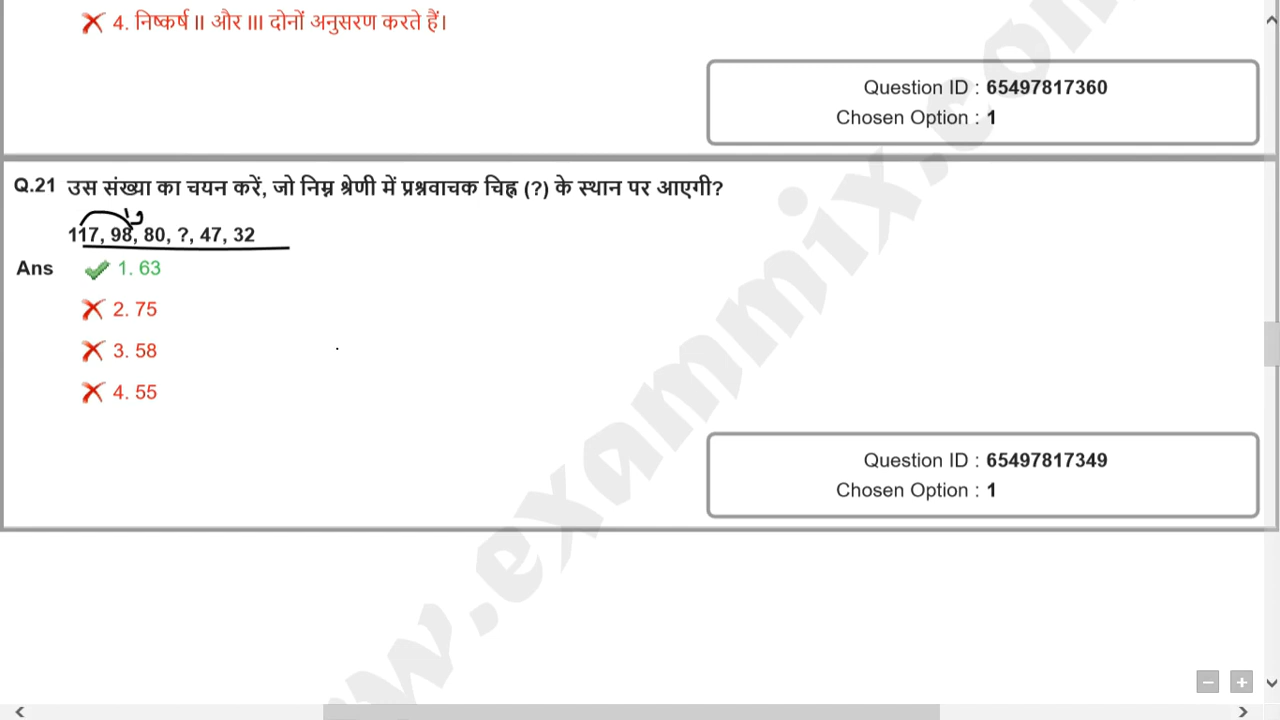 4. निष्कर्ष II और III दोनों अनुसरण करते हैं।
Question ID : 65497817360
Chosen Option : 1
Q.21 उस संख्या का चयन करें, जो निम्न श्रेणी में प्रश्नवाचक चिह्न (?) के स्थान पर आएगी?
117, 98, 80, ?, 47, 32
Ans 1. 63
2. 75
3. 58
4. 55
Question ID : 65497817349
Chosen Option : 1
w.exammix.com